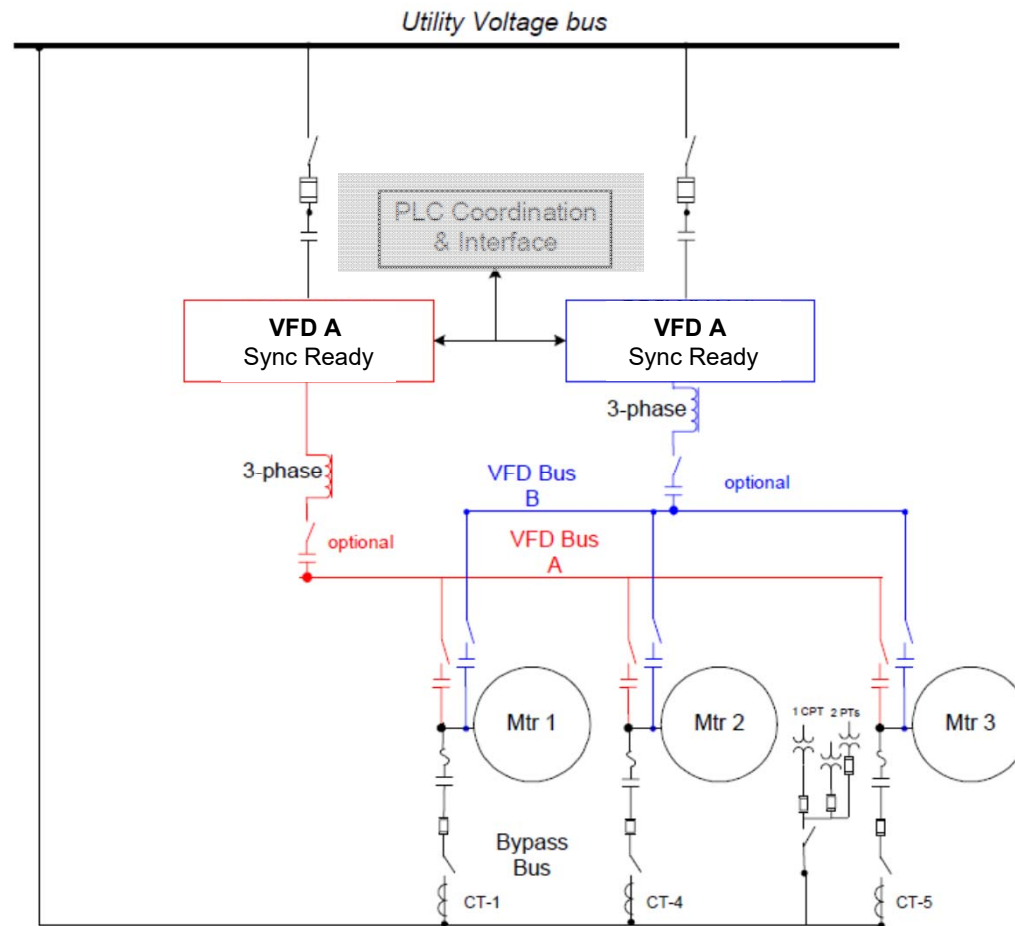 Utility Voltage bus
PLC Coordination
& Interface
VFD A
Sync Ready
VFD A
Sync Ready
3-phase
3-phase
VFD Bus
B
optional
optional
VFD Bus
A
Mtr 1
Mtr 2
1 CPT
2 PTs
Mtr 3
Bypass
Bus
CT-1
CT-4
CT-5